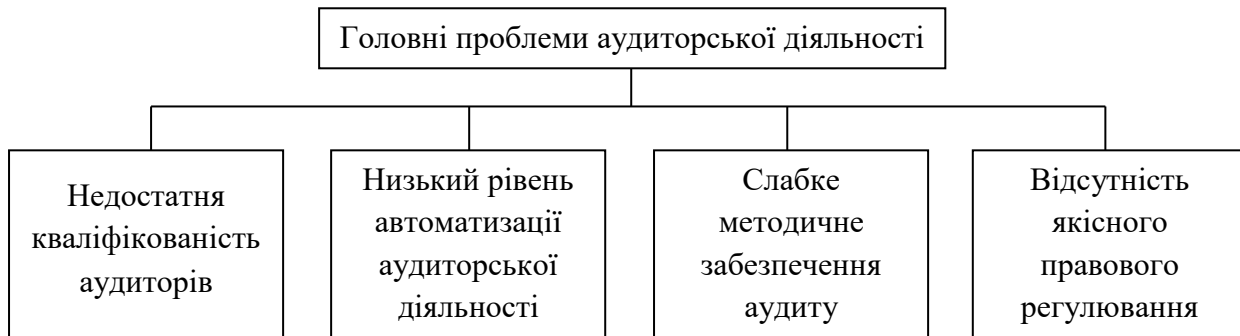 Головні проблеми аудиторської діяльності
Недостатня
кваліфікованість
аудиторів
Низький рівень
автоматизації
аудиторської
діяльності
Слабке
методичне
забезпечення
аудиту
Відсутність
якісного
правового
регулювання